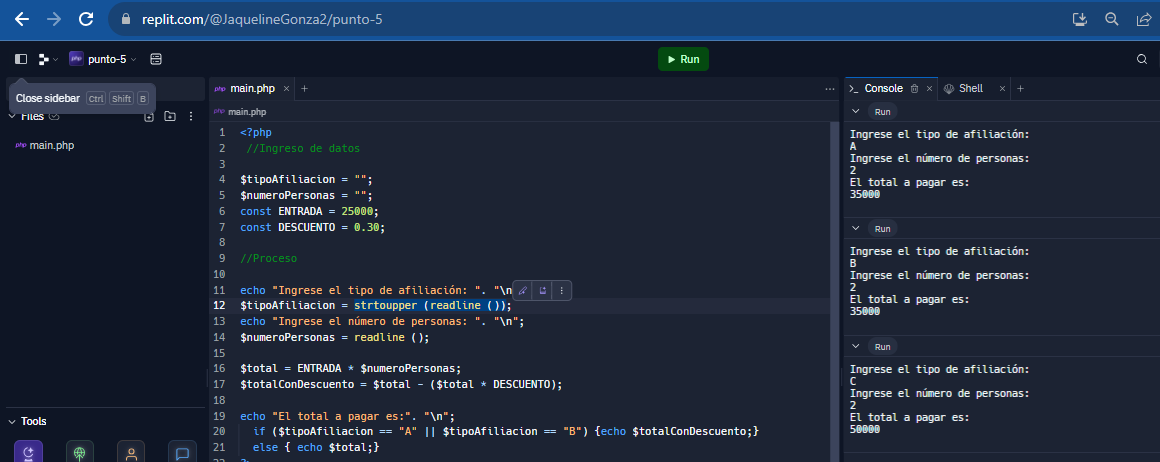 replit.com/@JaquelineGonza2/punto-5
php punto-5
Run
Close sidebar Ctrl Shift B
Files
php main.php
Tools
php main.php × +
php main.php
1 <?php
2 //Ingreso de datos
3
4 $tipoAfiliacion = "";
5 $numeroPersonas = "";
6 const ENTRADA = 25000;
7 const DESCUENTO = 0.30;
8
9 //Proceso
10
11 echo "Ingrese el tipo de afiliación: ". "\n
12 $tipoAfiliacion = strtoupper (readline ());
13 echo "Ingrese el número de personas: ". "\n";
14 $numeroPersonas = readline ();
15
16 $total = ENTRADA * $numeroPersonas;
17 $totalConDescuento = $total - ($total * DESCUENTO);
18
19 echo "El total a pagar es:". "\n";
20 if ($tipoAfiliacion == "A" || $tipoAfiliacion == "B") {echo $totalConDescuento;}
21 else { echo $total;}
22 ?>
Console × Shell × +
Run
Ingrese el tipo de afiliación:
A
Ingrese el número de personas:
2
El total a pagar es:
35000
Run
Ingrese el tipo de afiliación:
B
Ingrese el número de personas:
2
El total a pagar es:
35000
Run
Ingrese el tipo de afiliación:
C
Ingrese el número de personas:
2
El total a pagar es:
50000